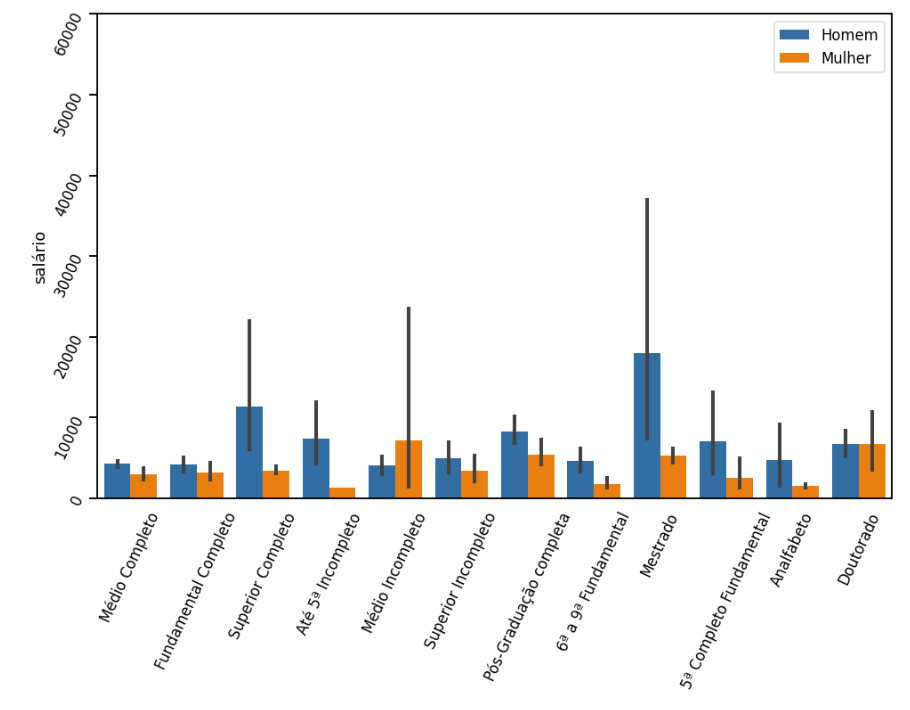 60000
50000
40000
30000
20000
10000
0
salário
Homem
Mulher
Médio Completo
Fundamental Completo
Superior Completo
Até 5ª Incompleto
Médio Incompleto
Superior Incompleto
Pós-Graduação completa
6ª a 9ª Fundamental
Mestrado
5ª Completo Fundamental
Analfabeto
Doutorado